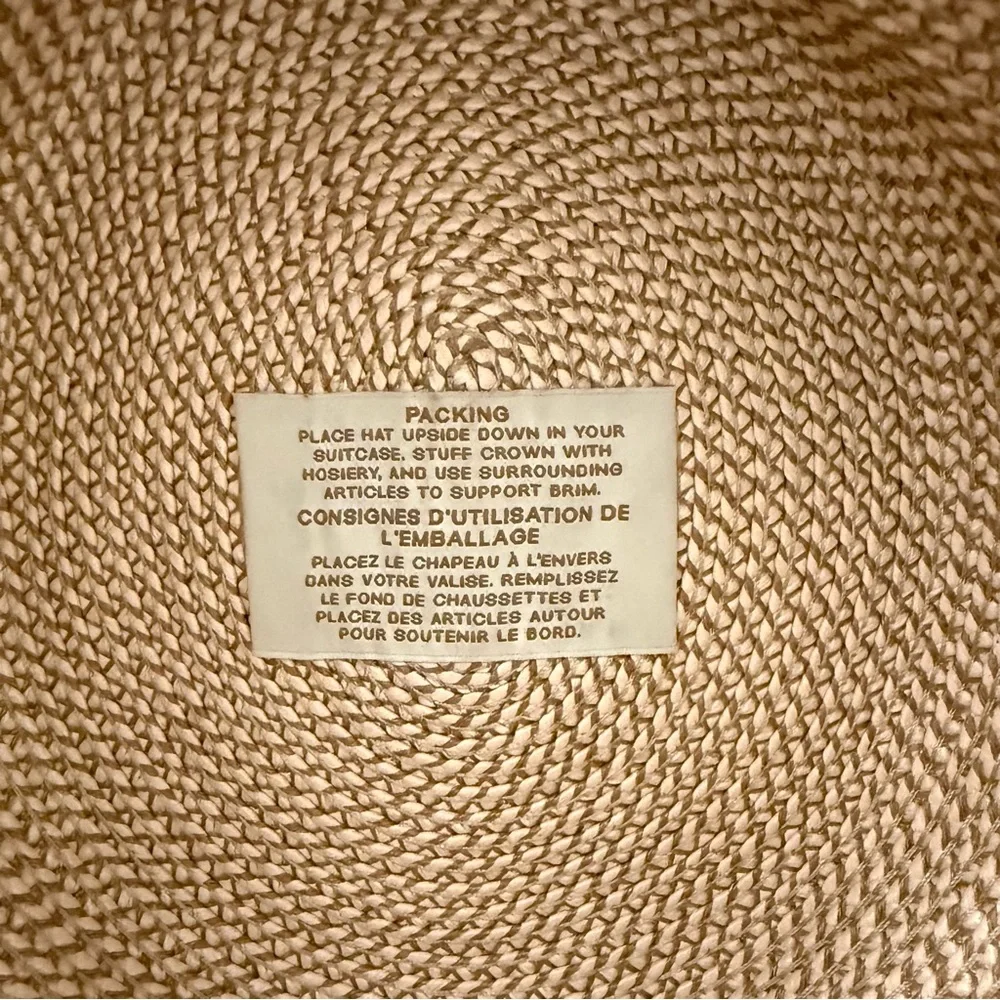 PACKING
PLACE HAT UPSIDE DOWN IN YOUR
SUITCASE. STUFF CROWN WITH
HOSIERY, AND USE SURROUNDING
ARTICLES TO SUPPORT BRIM.
CONSIGNES D'UTILISATION DE
L'EMBALLAGE
PLACEZ LE CHAPEAU À L'ENVERS
DANS VOTRE VALISE. REMPLISSEZ
LE FOND DE CHAUSSETTES ET
PLACEZ DES ARTICLES AUTOUR
POUR SOUTENIR LE BORD.